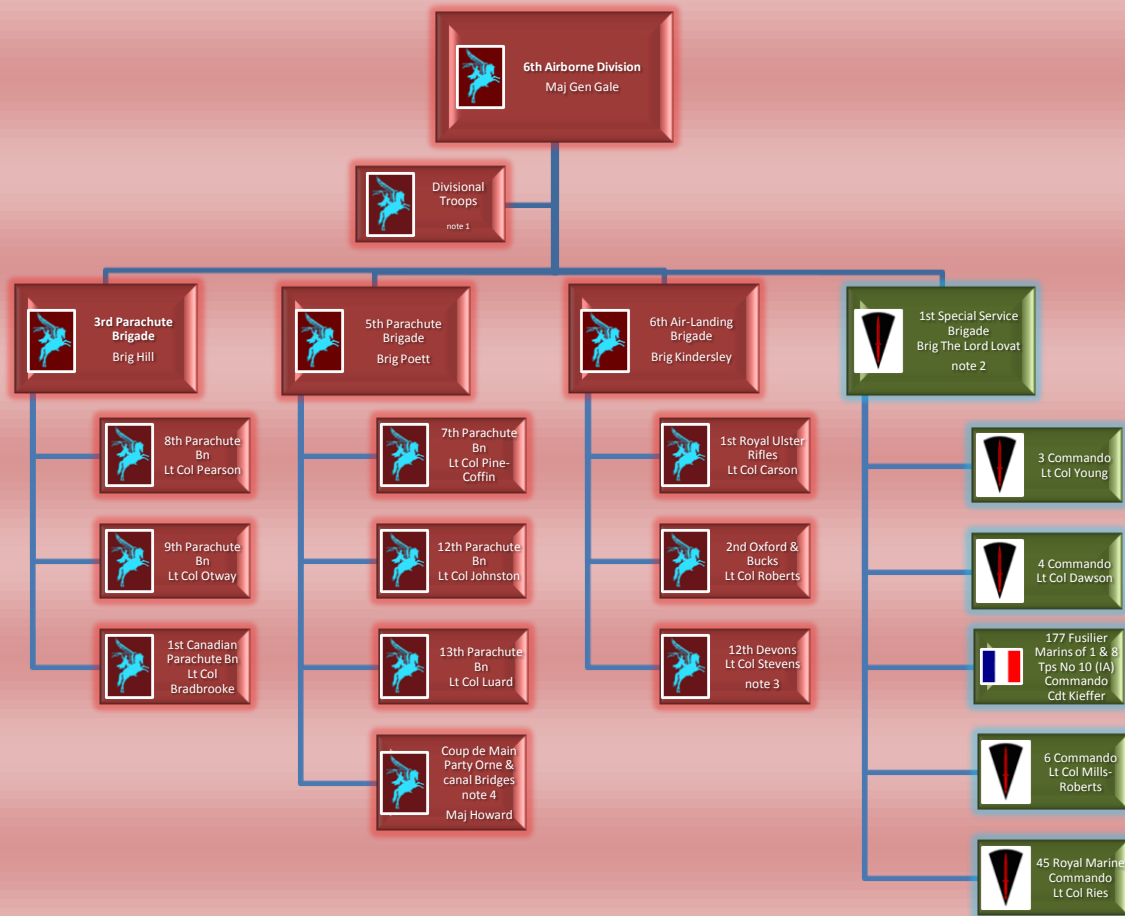 6th Airborne Division
Maj Gen Gale
Divisional
Troops
note 1
3rd Parachute
Brigade
Brig Hill
5th Parachute
Brigade
Brig Poett
6th Air-Landing
Brigade
Brig Kindersley
1st Special Service
Brigade
Brig The Lord Lovat
note 2
8th Parachute
Bn
Lt Col Pearson
9th Parachute
Bn
Lt Col Otway
1st Canadian
Parachute Bn
Lt Col
Bradbrooke
7th Parachute
Bn
Lt Col Pine-
Coffin
12th Parachute
Bn
Lt Col Johnston
13th Parachute
Bn
Lt Col Luard
Coup de Main
Party Orne &
canal Bridges
note 4
Maj Howard
1st Royal Ulster
Rifles
Lt Col Carson
2nd Oxford &
Bucks
Lt Col Roberts
12th Devons
Lt Col Stevens
note 3
3 Commando
Lt Col Young
4 Commando
Lt Col Dawson
177 Fusilier
Marins of 1 & 8
Tps No 10 (IA)
Commando
Cdt Kieffer
6 Commando
Lt Col Mills-
Roberts
45 Royal Marine
Commando
Lt Col Ries